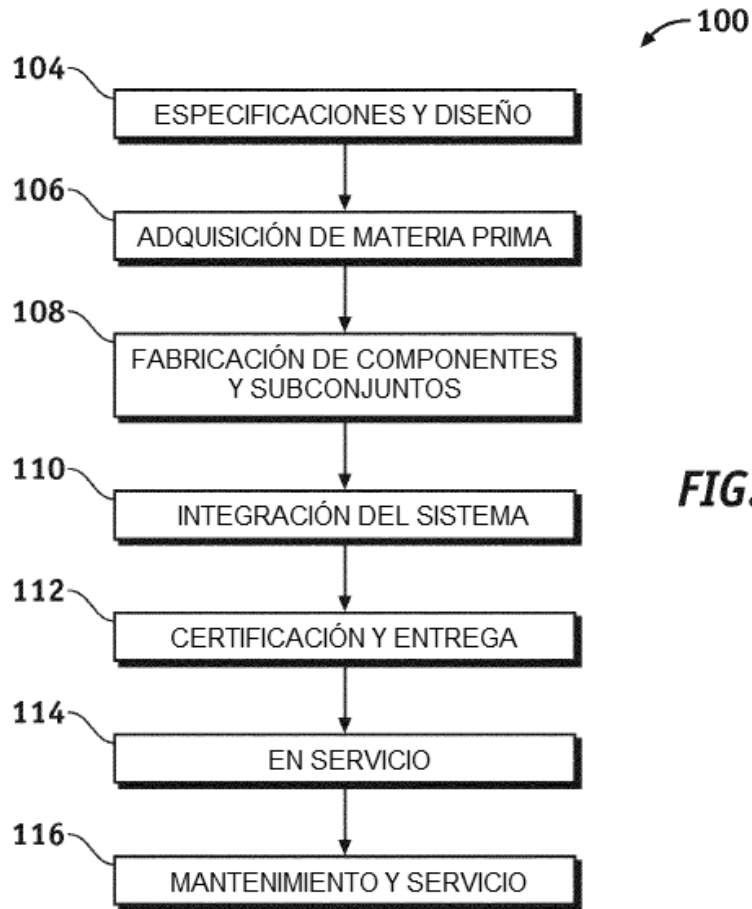 100
104
ESPECIFICACIONES Y DISEÑO
106
ADQUISICIÓN DE MATERIA PRIMA
108
FABRICACIÓN DE COMPONENTES
Y SUBCONJUNTOS
110
INTEGRACIÓN DEL SISTEMA
FIG.
112
CERTIFICACIÓN Y ENTREGA
114
EN SERVICIO
116
MANTENIMIENTO Y SERVICIO